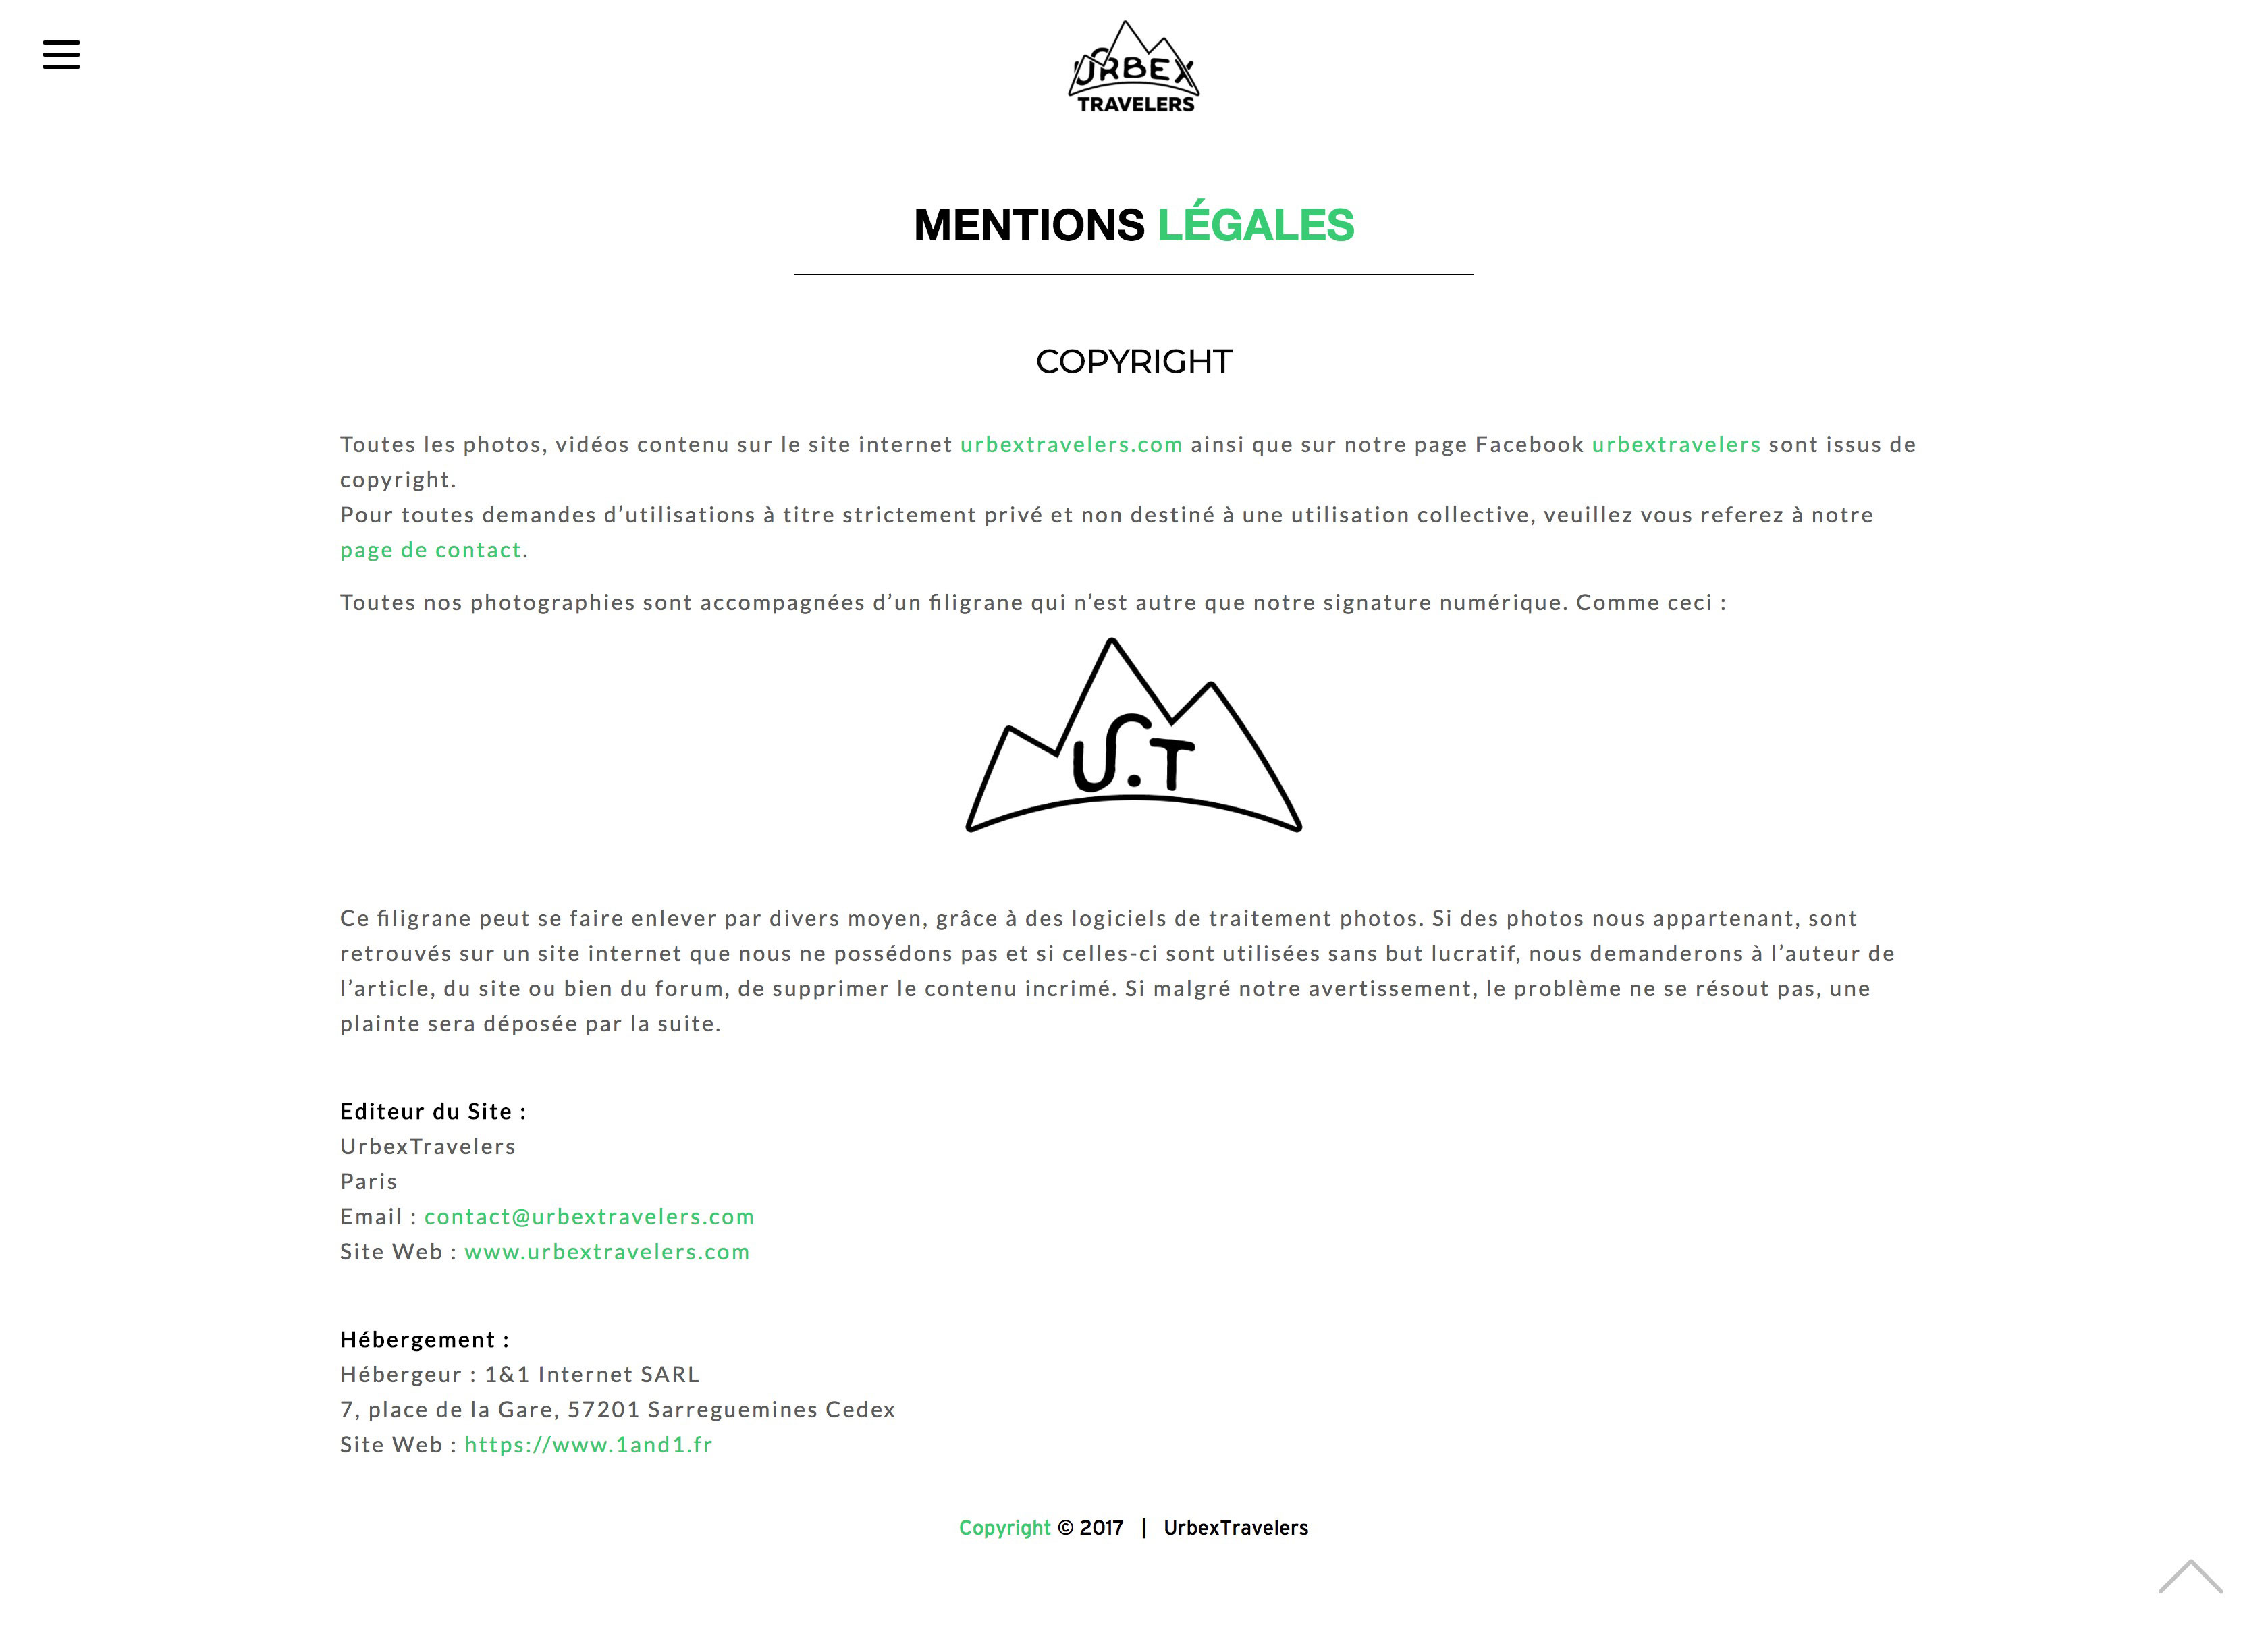 URBEX
TRAVELERS
MENTIONS LÉGALES
COPYRIGHT
Toutes les photos, vidéos contenu sur le site internet urbextravelers.com ainsi que sur notre page Facebook urbextravelers sont issus de
copyright.
Pour toutes demandes d’utilisations à titre strictement privé et non destiné à une utilisation collective, veuillez vous referez à notre
page de contact.
Toutes nos photographies sont accompagnées d’un filigrane qui n’est autre que notre signature numérique. Comme ceci :
U.T
Ce filigrane peut se faire enlever par divers moyen, grâce à des logiciels de traitement photos. Si des photos nous appartenant, sont
retrouvés sur un site internet que nous ne possédons pas et si celles-ci sont utilisées sans but lucratif, nous demanderons à l’auteur de
l’article, du site ou bien du forum, de supprimer le contenu incrimé. Si malgré notre avertissement, le problème ne se résout pas, une
plainte sera déposée par la suite.
Editeur du Site :
UrbexTravelers
Paris
Email : contact@urbextravelers.com
Site Web : www.urbextravelers.com
Hébergement :
Hébergeur : 1&1 Internet SARL
7, place de la Gare, 57201 Sarreguemines Cedex
Site Web : https://www.1and1.fr
Copyright © 2017 | UrbexTravelers